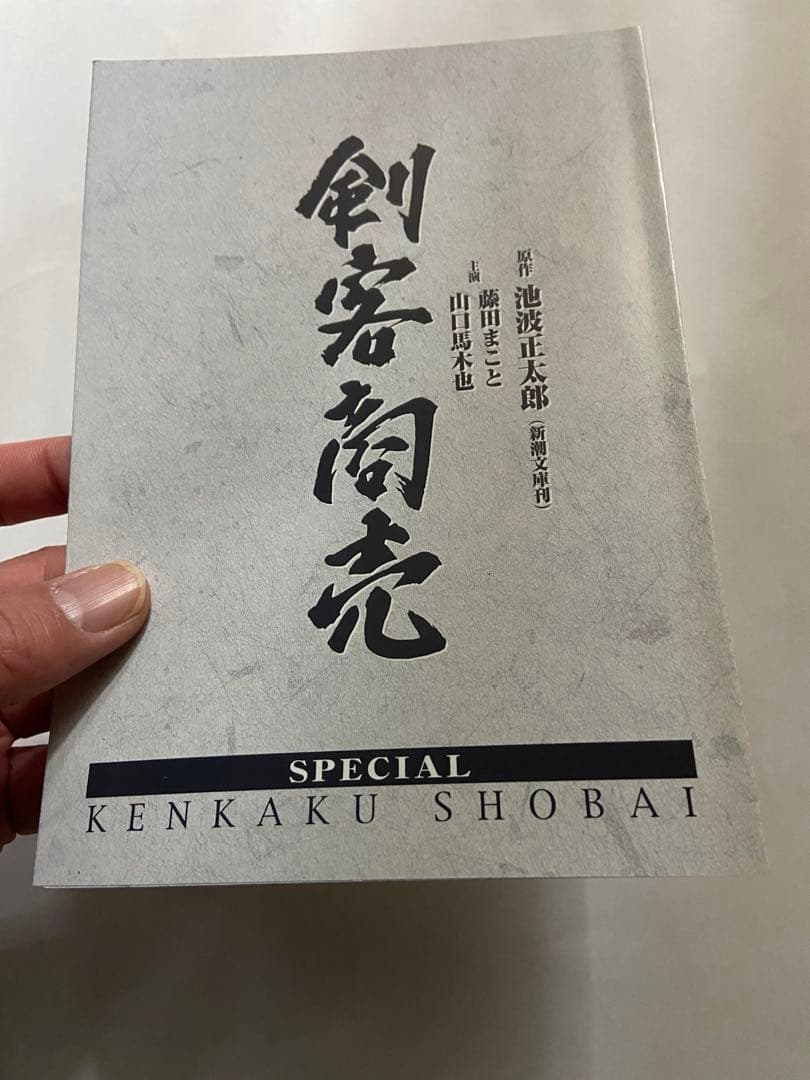 原作 池波正太郎(新潮文庫刊)
主演 藤田まこと
山口馬木也
剣客商売
SPECIAL
KENKAKU SHOBAI